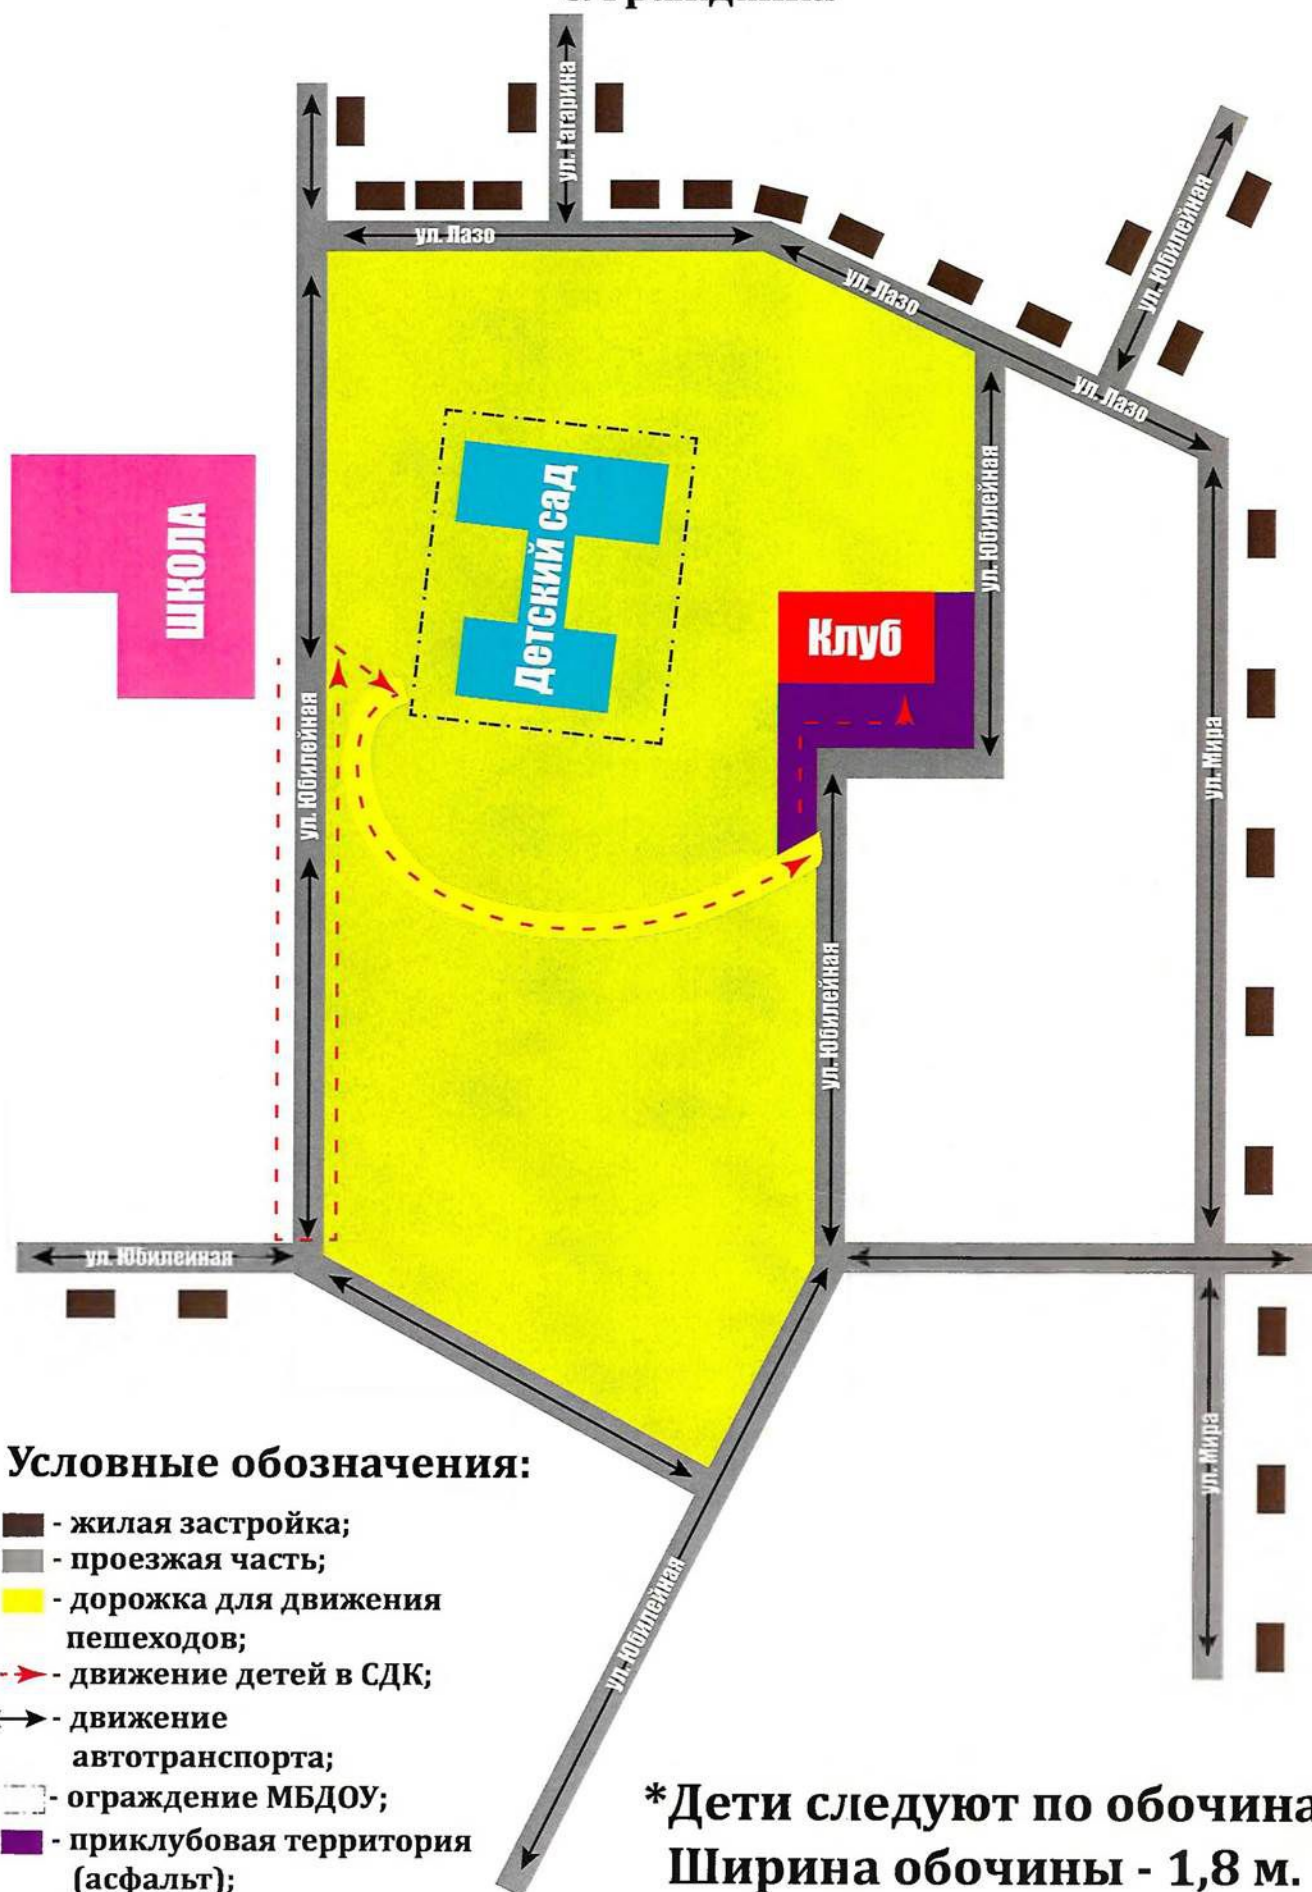 ул. Гагарина
ул. Лазо
ул. Лазо
ул. Юбилейная
ул. Лазо
ШКОЛА
Детский сад
ул. Юбилейная
Клуб
ул. Юбилейная
ул. Мира
ул. Юбилейная
ул. Юбилейная
ул. Мира
ул. Юбилейная
Условные обозначения:
- жилая застройка;
- проезжая часть;
- дорожка для движения
пешеходов;
- движение детей в СДК;
- движение
автотранспорта;
- ограждение МБДОУ;
- приклубовая территория
(асфальт);
*Дети следуют по обочина
Ширина обочины - 1,8 м.